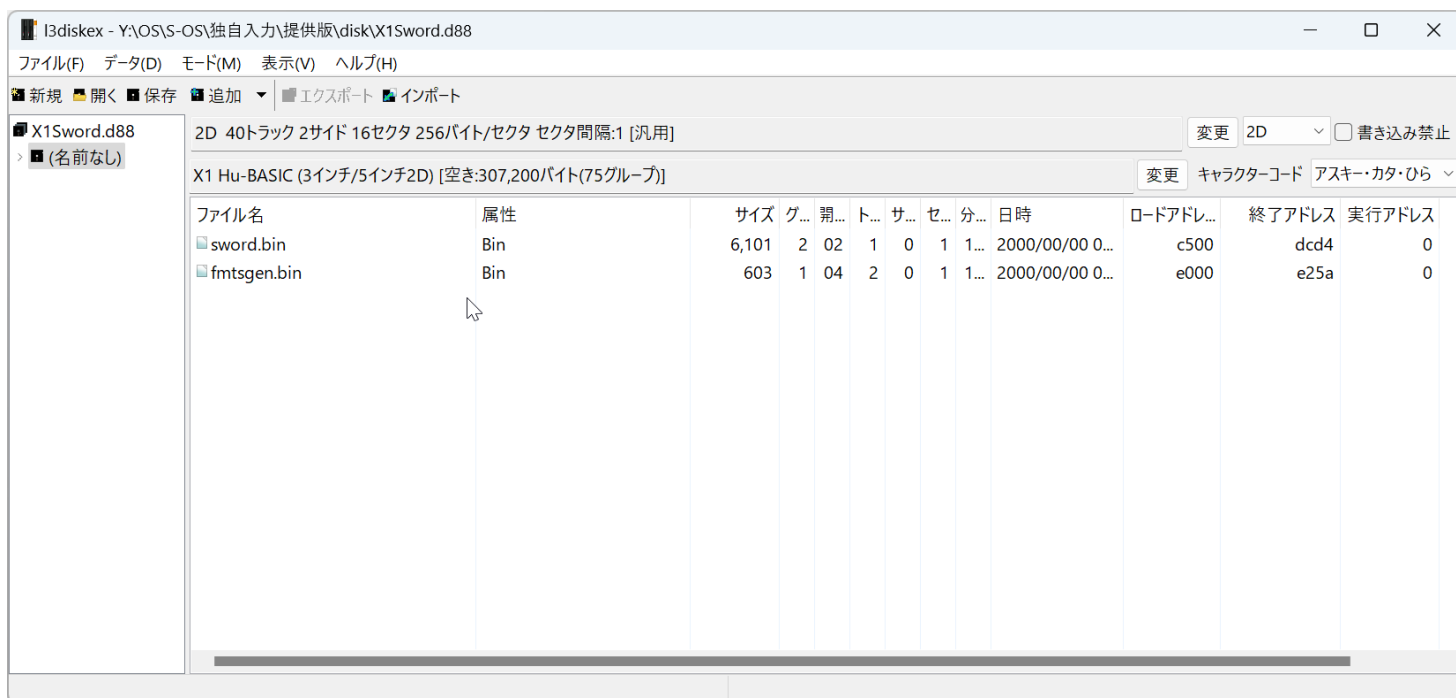 l3diskex - Y:\OS\S-OS\独自入力\提供版\disk\X1Sword.d88
ファイル(F) データ(D) モード(M) 表示(V) ヘルプ(H)
新規 開く 保存 追加 エクスポート インポート
X1Sword.d88
(名前なし)
2D 40トラック 2サイド 16セクタ 256バイト/セクタ セクタ間隔:1 [汎用] 変更 2D 書き込み禁止
X1 Hu-BASIC (3インチ/5インチ2D) [空き:307,200バイト(75グループ)] 変更 キャラクターコード アスキー・カタ・ひら
ファイル名 属性 サイズ グ... 開... ト... サ... セ... 分... 日時 ロードアドレ... 終了アドレス 実行アドレス
sword.bin Bin 6,101 2 02 1 0 1 1... 2000/00/00 0... c500 dcd4 0
fmtsgen.bin Bin 603 1 04 2 0 1 1... 2000/00/00 0... e000 e25a 0